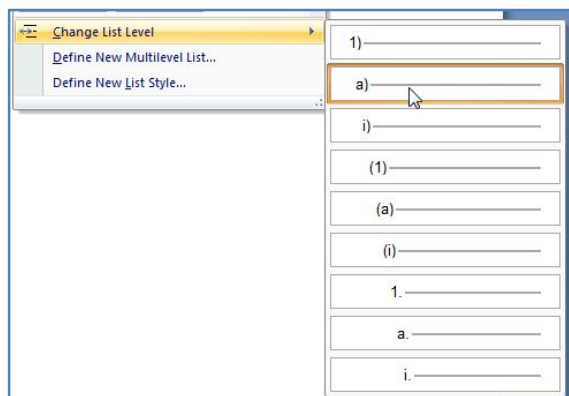 Change List Level
Define New Multilevel List...
Define New List Style...
1)
a)
i)
(1)
(a)
(i)
1.
a.
i.